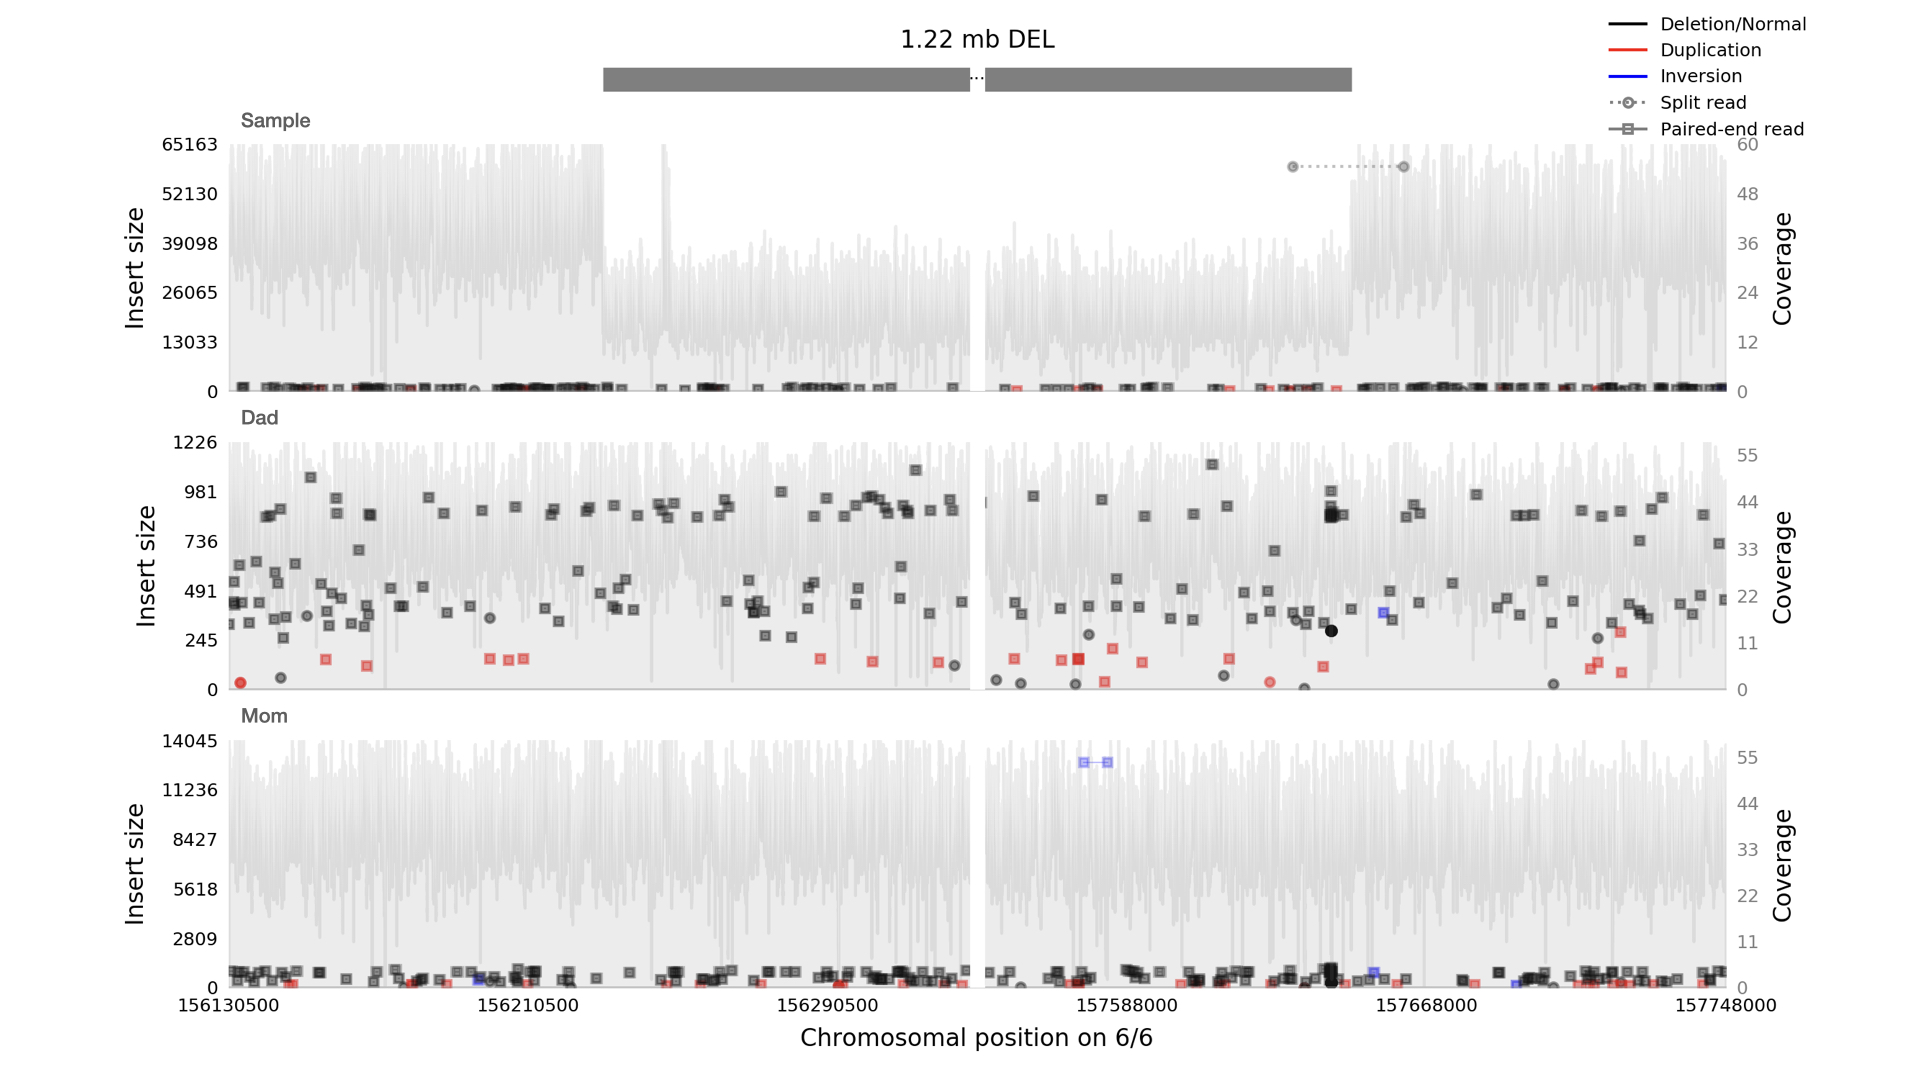 1.22 mb DEL
Deletion/Normal
Duplication
Inversion
Split read
Paired-end read
Sample
65163
52130
39098
26065
13033
0
Insert size
60
48
36
24
12
0
Coverage
Dad
1226
981
736
491
245
0
Insert size
55
44
33
22
11
0
Coverage
Mom
14045
11236
8427
5618
2809
0
Insert size
55
44
33
22
11
0
Coverage
156130500 156210500 156290500 157588000 157668000 157748000
Chromosomal position on 6/6